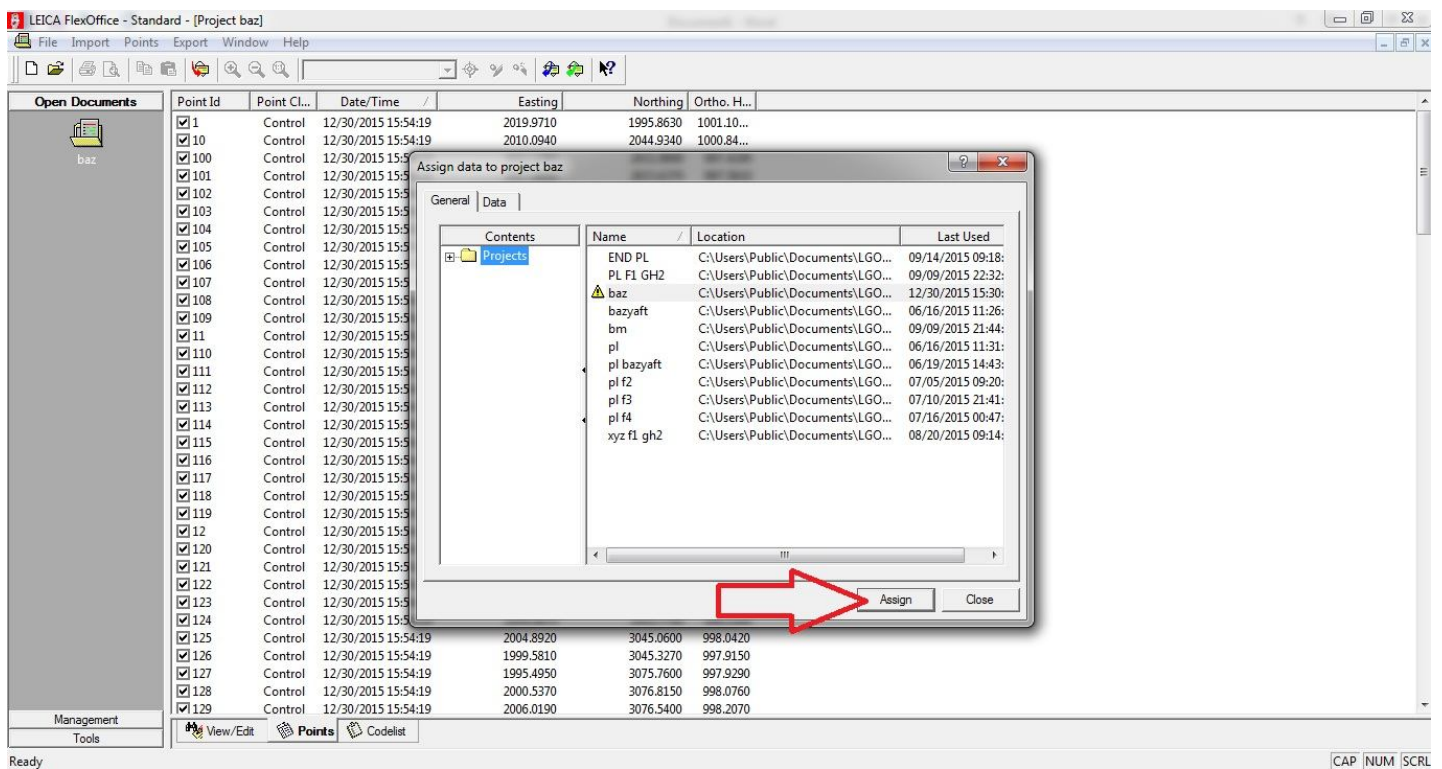 LEICA FlexOffice - Standard - [Project baz]
File Import Points Export Window Help
Open Documents
baz
Management
Tools
Point Id Point Cl... Date/Time Easting Northing Ortho. H...
1 Control 12/30/2015 15:54:19 2019.9710 1995.8630 1001.10...
10 Control 12/30/2015 15:54:19 2010.0940 2044.9340 1000.84...
100 Control 12/30/2015 15:5
101 Control 12/30/2015 15:5
102 Control 12/30/2015 15:5
103 Control 12/30/2015 15:5
104 Control 12/30/2015 15:5
105 Control 12/30/2015 15:5
106 Control 12/30/2015 15:5
107 Control 12/30/2015 15:5
108 Control 12/30/2015 15:5
109 Control 12/30/2015 15:5
11 Control 12/30/2015 15:5
110 Control 12/30/2015 15:5
111 Control 12/30/2015 15:5
112 Control 12/30/2015 15:5
113 Control 12/30/2015 15:5
114 Control 12/30/2015 15:5
115 Control 12/30/2015 15:5
116 Control 12/30/2015 15:5
117 Control 12/30/2015 15:5
118 Control 12/30/2015 15:5
119 Control 12/30/2015 15:5
12 Control 12/30/2015 15:5
120 Control 12/30/2015 15:5
121 Control 12/30/2015 15:5
122 Control 12/30/2015 15:5
123 Control 12/30/2015 15:5
124 Control 12/30/2015 15:5
125 Control 12/30/2015 15:54:19 2004.8920 3045.0600 998.0420
126 Control 12/30/2015 15:54:19 1999.5810 3045.3270 997.9150
127 Control 12/30/2015 15:54:19 1995.4950 3075.7600 997.9290
128 Control 12/30/2015 15:54:19 2000.5370 3076.8150 998.0760
129 Control 12/30/2015 15:54:19 2006.0190 3076.5400 998.2070
Assign data to project baz
General Data
Contents
Projects
Name Location Last Used
END PL C:\Users\Public\Documents\LGO... 09/14/2015 09:18:
PL F1 GH2 C:\Users\Public\Documents\LGO... 09/09/2015 22:32:
baz C:\Users\Public\Documents\LGO... 12/30/2015 15:30:
bazyaft C:\Users\Public\Documents\LGO... 06/16/2015 11:26:
bm C:\Users\Public\Documents\LGO... 09/09/2015 21:44:
pl C:\Users\Public\Documents\LGO... 06/16/2015 11:31:
pl bazyaft C:\Users\Public\Documents\LGO... 06/19/2015 14:43:
pl f2 C:\Users\Public\Documents\LGO... 07/05/2015 09:20:
pl f3 C:\Users\Public\Documents\LGO... 07/10/2015 21:41:
pl f4 C:\Users\Public\Documents\LGO... 07/16/2015 00:47:
xyz f1 gh2 C:\Users\Public\Documents\LGO... 08/20/2015 09:14:
Assign Close
View/Edit Points Codelist
Ready CAP NUM SCRL